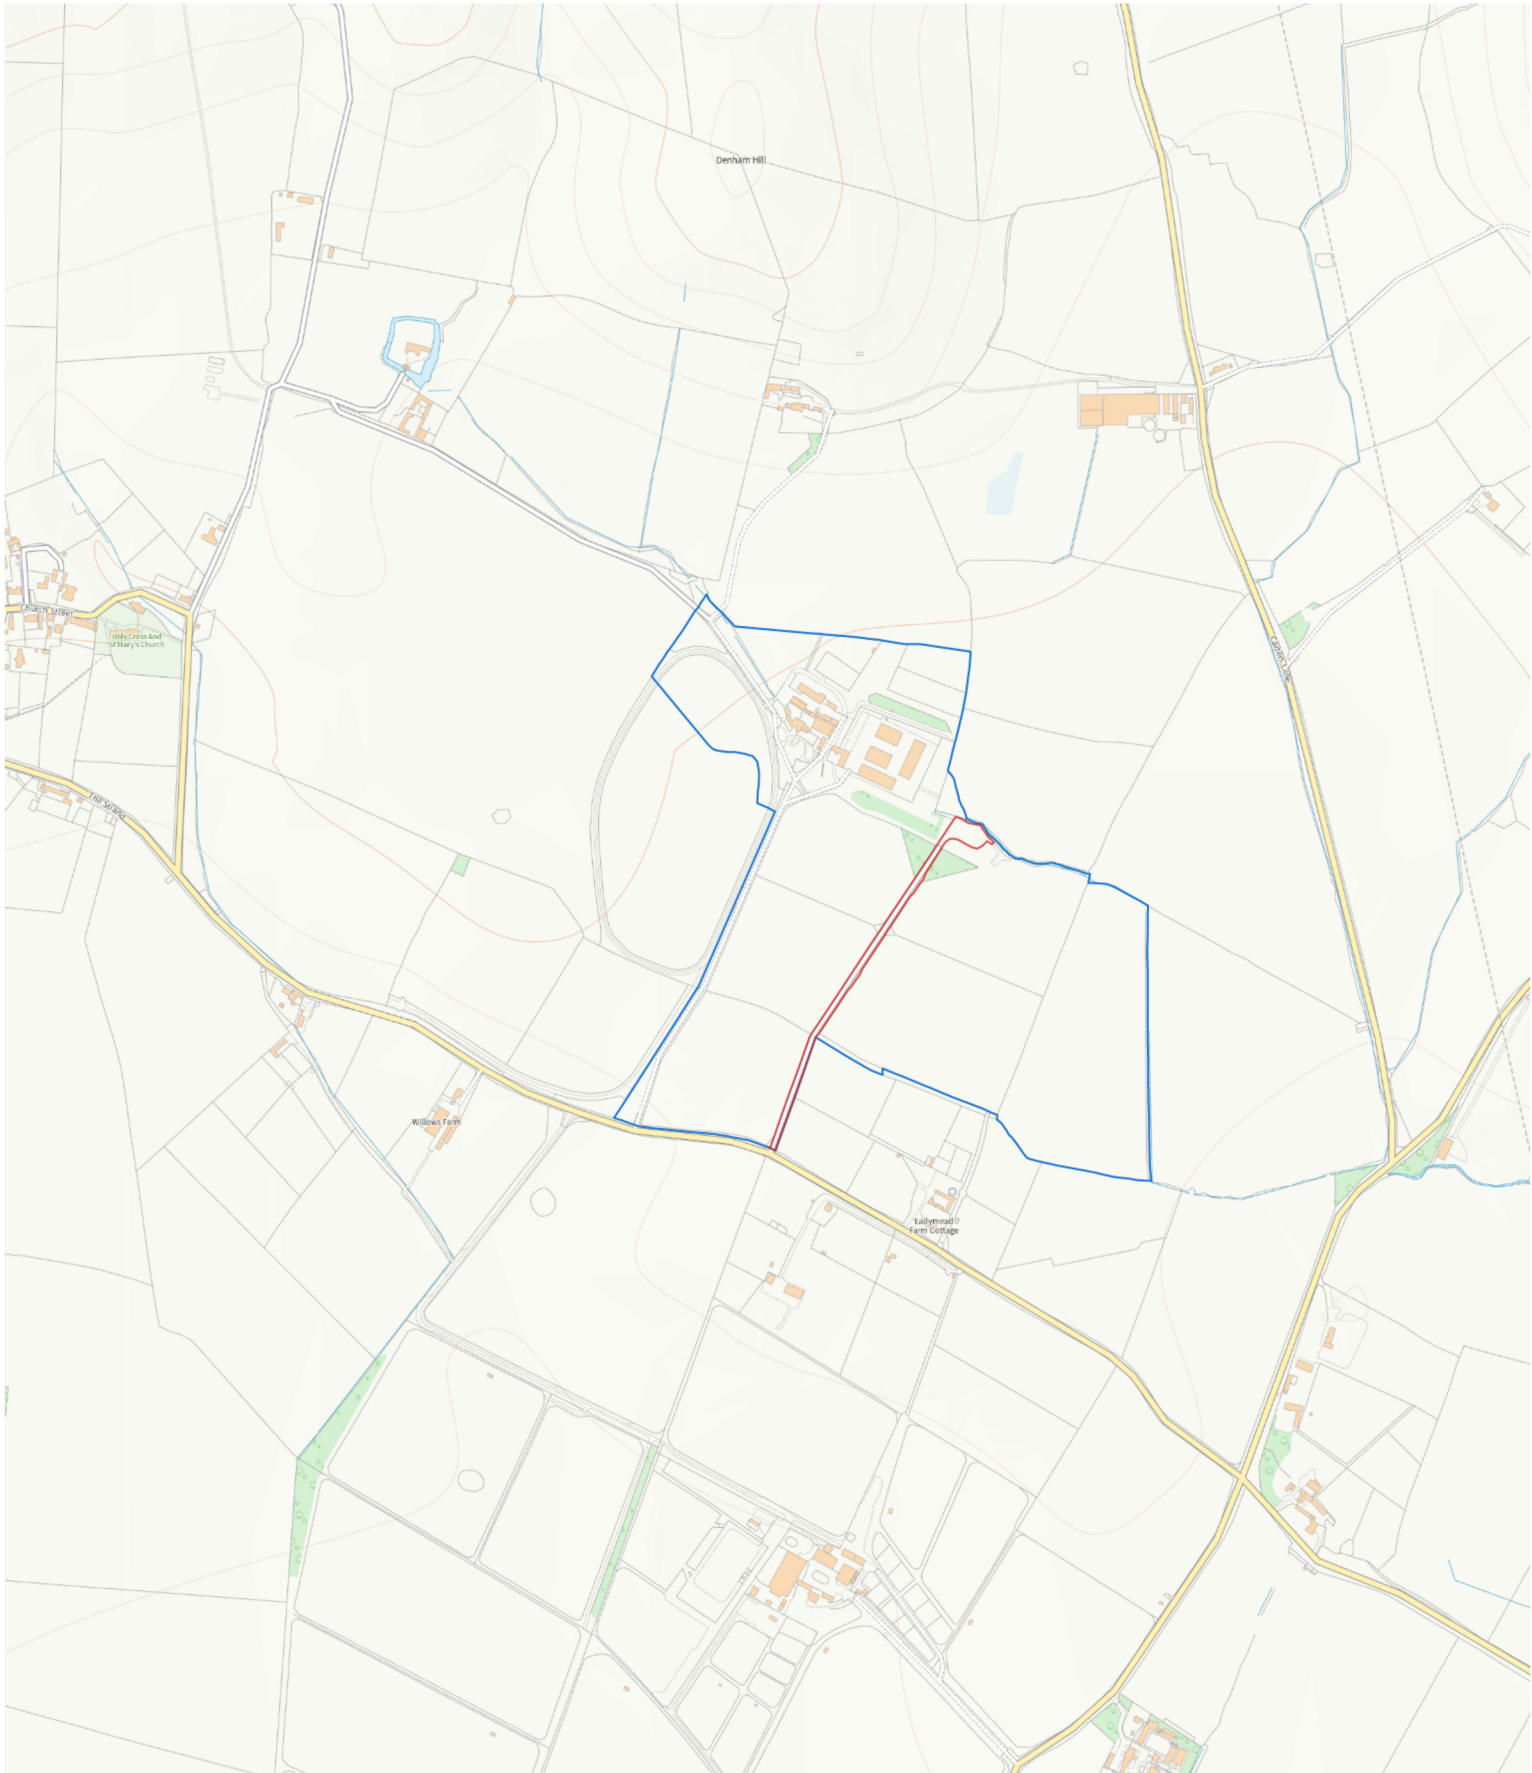 Denham Hill
Church Street
Holy Cross And
St Mary's Church
Carters Lane
The Strand
Willows Farm
Ladymead
Farm Cottage